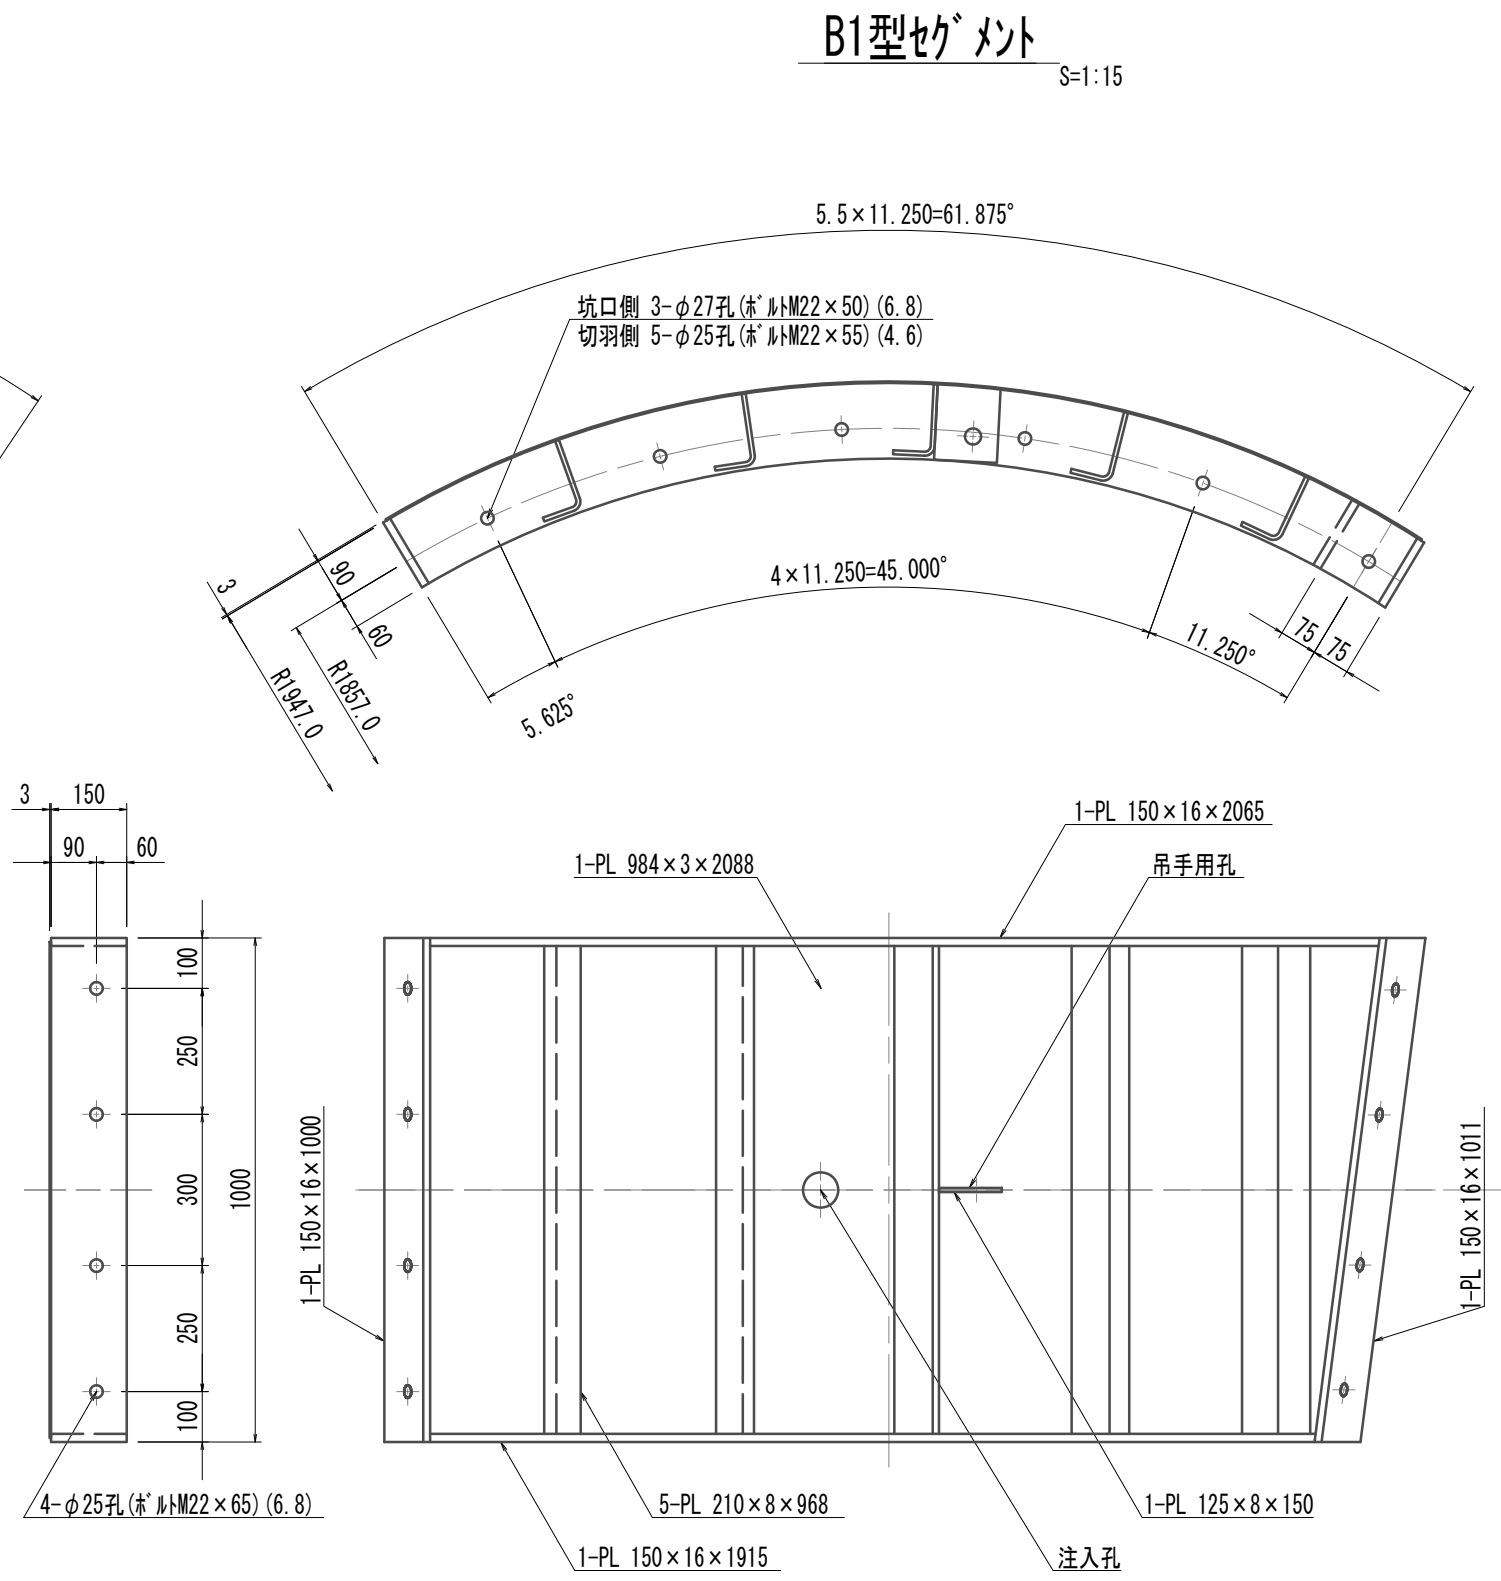 B1型ｾｸﾞﾒﾝﾄ
S=1:15
5.5×11.250=61.875°
坑口側 3-φ27孔(ﾎﾞﾙﾄM22×50)(6.8)
切羽側 5-φ25孔(ﾎﾞﾙﾄM22×55)(4.6)
4×11.250=45.000°
3
90
60
R1947.0
R1857.0
5.625°
11.250°
75
75
3
150
90
60
100
250
300
250
100
1000
4-φ25孔(ﾎﾞﾙﾄM22×65)(6.8)
1-PL 150×16×2065
1-PL 984×3×2088
吊手用孔
1-PL 150×16×1000
1-PL 150×16×1011
5-PL 210×8×968
1-PL 125×8×150
1-PL 150×16×1915
注入孔